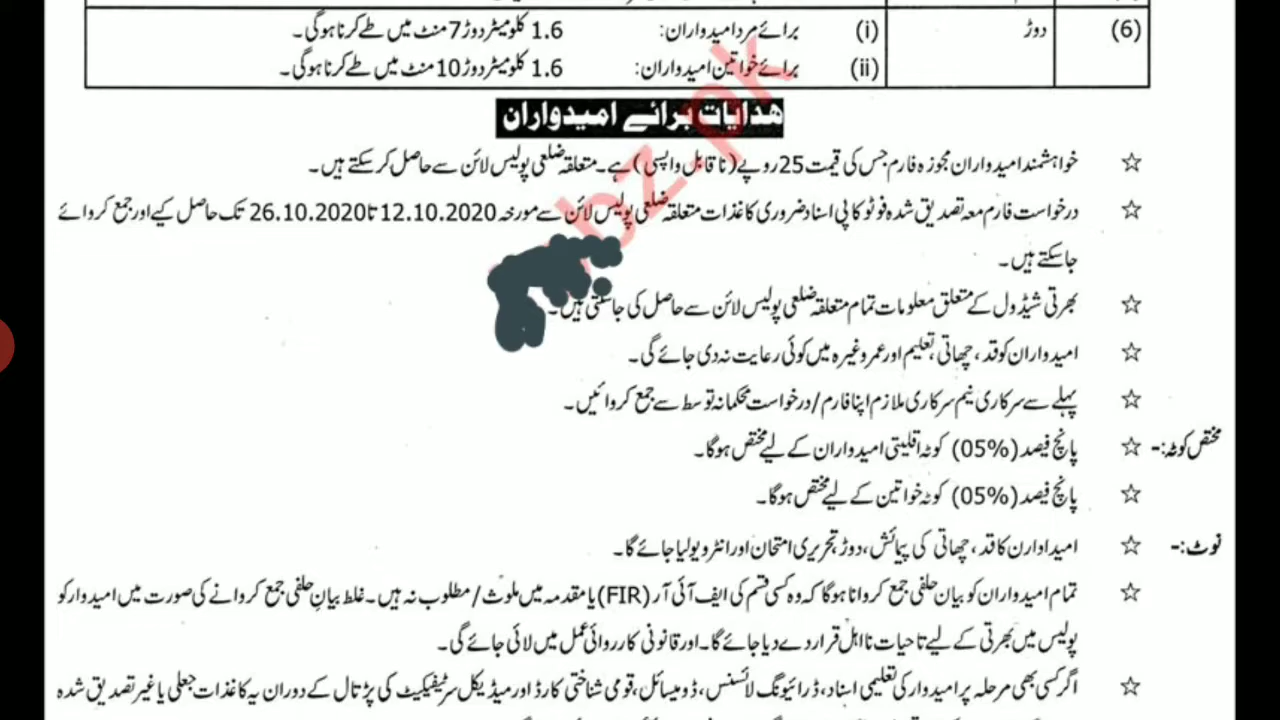 (6) دوڑ (i) برائے مرد امیدواران: 1.6 کلومیٹر دوڑ 7 منٹ میں طے کرنا ہوگی۔
(ii) برائے خواتین امیدواران: 1.6 کلومیٹر دوڑ 10 منٹ میں طے کرنا ہوگی۔
ھدایات برائے امیدواران
☆ خواہشمند امیدواران مجوزہ فارم جس کی قیمت 25 روپے (ناقابل واپسی) ہے۔ متعلقہ ضلعی پولیس لائن سے حاصل کر سکتے ہیں۔
☆ درخواست فارم معہ تصدیق شدہ فوٹو کاپی اسناد ضروری کاغذات متعلقہ ضلعی پولیس لائن سے مورخہ 12.10.2020 تا 26.10.2020 تک حاصل کیے اور جمع کروائے
جاسکتے ہیں۔
☆ بھرتی شیڈول کے متعلق معلومات تمام متعلقہ ضلعی پولیس لائن سے حاصل کی جاسکتی ہیں۔
☆ امیدواران کو قد، چھاتی، تعلیم اور عمر وغیرہ میں کوئی رعایت نہ دی جائے گی۔
☆ پہلے سے سرکاری نیم سرکاری ملازم اپنا فارم/درخواست محکمانہ توسط سے جمع کروائیں۔
مختص کوٹہ:- ☆ پانچ فیصد (05%) کوٹہ اقلیتی امیدواران کے لیے مختص ہوگا۔
☆ پانچ فیصد (05%) کوٹہ خواتین کے لیے مختص ہوگا۔
نوٹ:- ☆ امیداوارن کا قد، چھاتی کی پیمائش، دوڑ، تحریری امتحان اور انٹرویو لیا جائے گا۔
☆ تمام امیدواران کو بیان حلفی جمع کروانا ہوگا کہ وہ کسی قسم کی ایف آئی آر (FIR) یا مقدمہ میں ملوث/مطلوب نہ ہیں۔ غلط بیانِ حلفی جمع کروانے کی صورت میں امیدوار کو
پولیس میں بھرتی کے لیے تاحیات نااہل قرار دے دیا جائے گا۔ اور قانونی کارروائی عمل میں لائی جائے گی۔
☆ اگر کسی بھی مرحلہ پر امیدوار کی تعلیمی اسناد، ڈرائیونگ لائسنس، ڈومیسائل، قومی شناختی کارڈ اور میڈیکل سرٹیفکیٹ کی پڑتال کے دوران یہ کاغذات جعلی یا غیر تصدیق شدہ